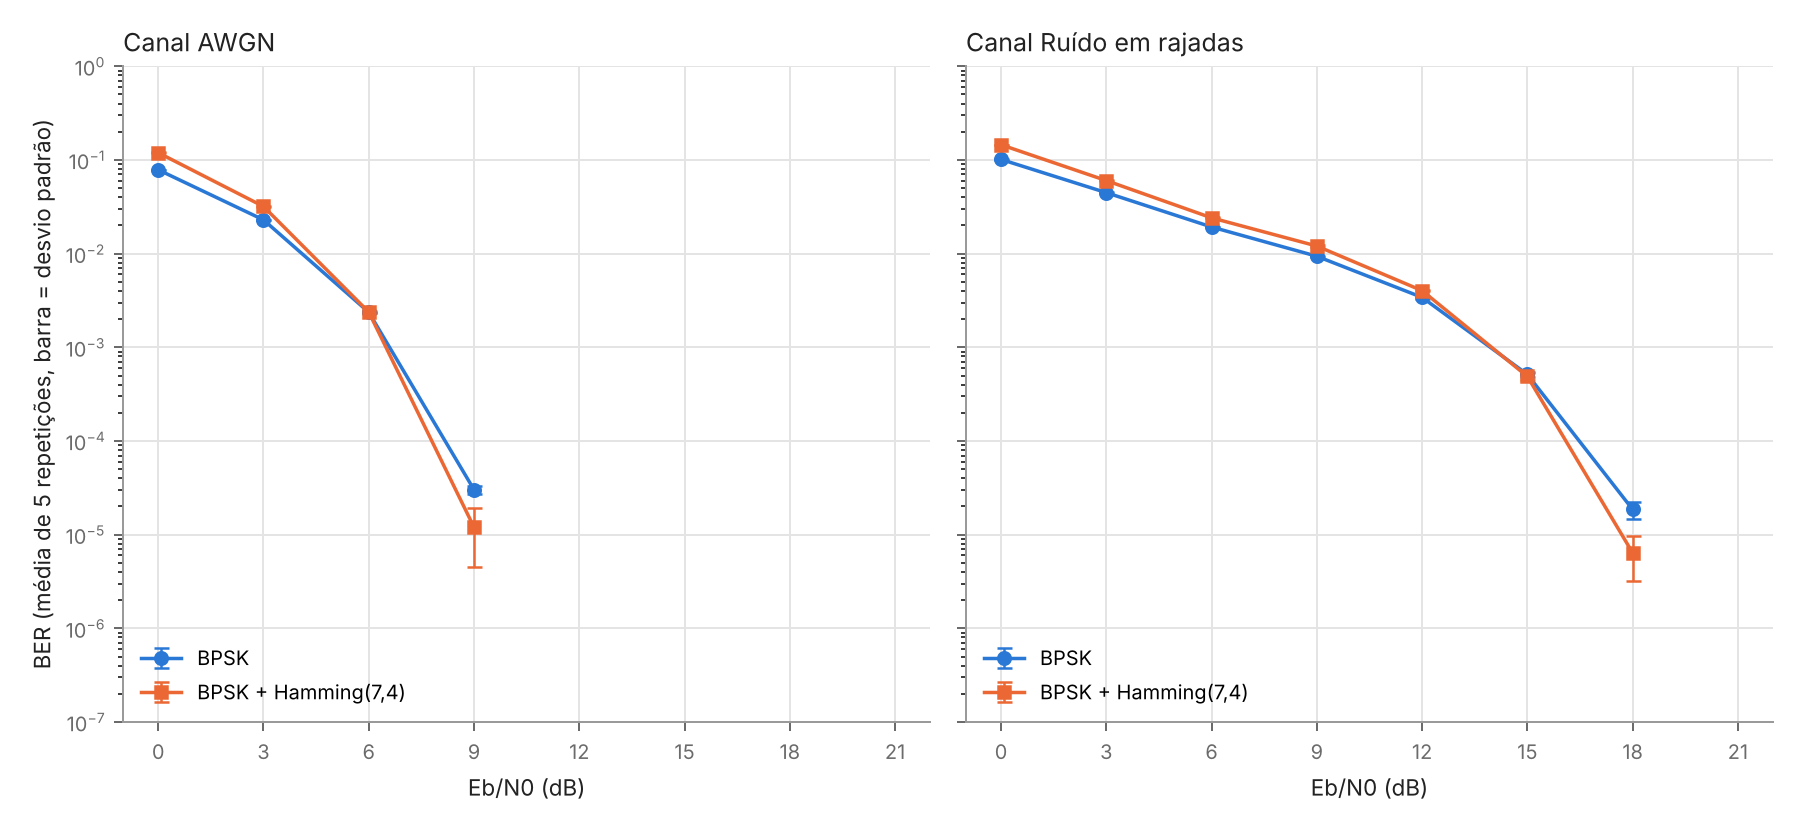 Canal AWGN
BER (média de 5 repetições, barra = desvio padrão)
10⁰
10⁻¹
10⁻²
10⁻³
10⁻⁴
10⁻⁵
10⁻⁶
10⁻⁷
BPSK
BPSK + Hamming(7,4)
0 3 6 9 12 15 18 21
Eb/N0 (dB)
Canal Ruído em rajadas
BPSK
BPSK + Hamming(7,4)
0 3 6 9 12 15 18 21
Eb/N0 (dB)